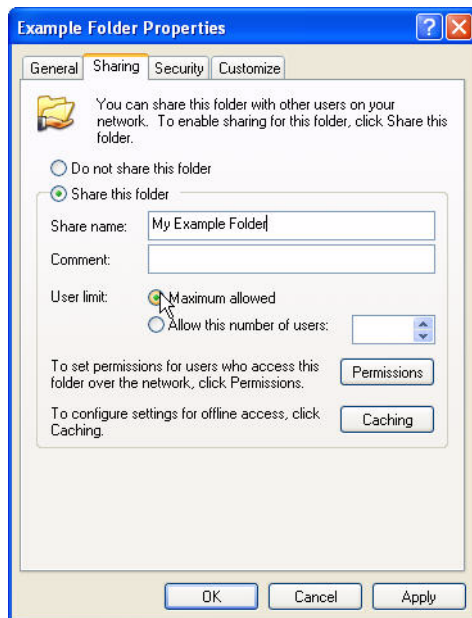 Example Folder Properties
General Sharing Security Customize
You can share this folder with other users on your
network. To enable sharing for this folder, click Share this
folder.
Do not share this folder
Share this folder
Share name: My Example Folder
Comment:
User limit: Maximum allowed
Allow this number of users:
To set permissions for users who access this
folder over the network, click Permissions.
Permissions
To configure settings for offline access, click
Caching.
Caching
OK Cancel Apply